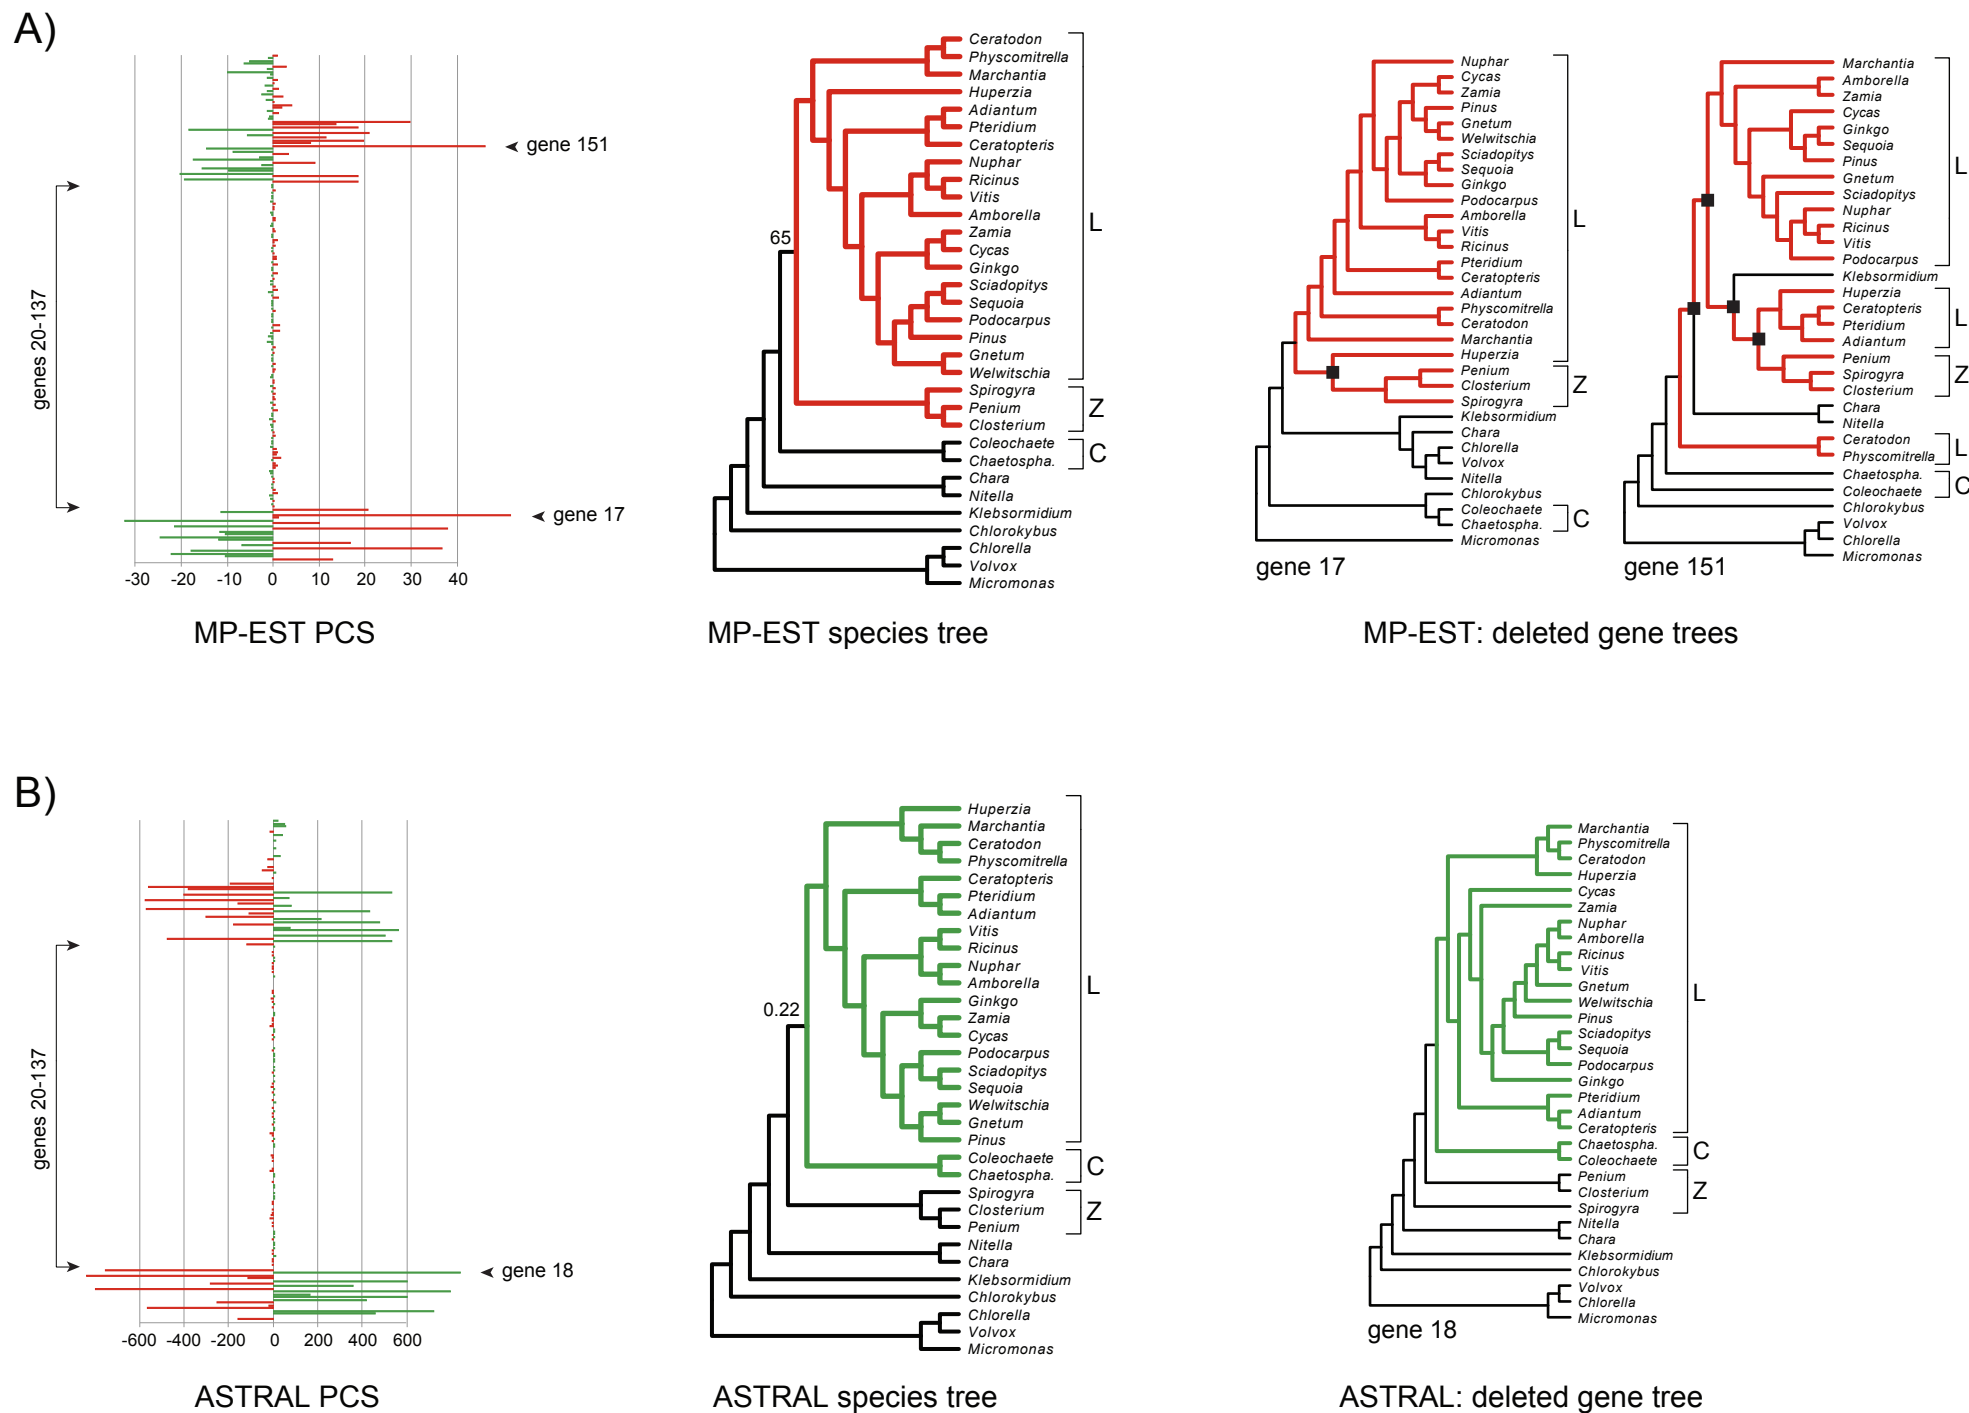 A)
gene 151
genes 20-137
gene 17
-30 -20 -10 0 10 20 30 40
MP-EST PCS
65
Ceratodon
Physcomitrella
Marchantia
Huperzia
Adiantum
Pteridium
Ceratopteris
Nuphar
Ricinus
Vitis
Amborella
Zamia
Cycas
Ginkgo
Sciadopitys
Sequoia
Podocarpus
Pinus
Gnetum
Welwitschia
Spirogyra
Penium
Closterium
Coleochaete
Chaetospha.
Chara
Nitella
Klebsormidium
Chlorokybus
Chlorella
Volvox
Micromonas
L
Z
C
MP-EST species tree
Nuphar
Cycas
Zamia
Pinus
Gnetum
Welwitschia
Sciadopitys
Sequoia
Ginkgo
Podocarpus
Amborella
Vitis
Ricinus
Pteridium
Ceratopteris
Adiantum
Physcomitrella
Ceratodon
Marchantia
Huperzia
Penium
Closterium
Spirogyra
Klebsormidium
Chara
Chlorella
Volvox
Nitella
Chlorokybus
Coleochaete
Chaetospha.
Micromonas
L
Z
C
gene 17
Marchantia
Amborella
Zamia
Cycas
Ginkgo
Sequoia
Pinus
Gnetum
Sciadopitys
Nuphar
Ricinus
Vitis
Podocarpus
Klebsormidium
Huperzia
Ceratopteris
Pteridium
Adiantum
Penium
Spirogyra
Closterium
Chara
Nitella
Ceratodon
Physcomitrella
Chaetospha.
Coleochaete
Chlorokybus
Volvox
Chlorella
Micromonas
L
L
Z
L
C
gene 151
MP-EST: deleted gene trees
B)
genes 20-137
gene 18
-600 -400 -200 0 200 400 600
ASTRAL PCS
0.22
Huperzia
Marchantia
Ceratodon
Physcomitrella
Ceratopteris
Pteridium
Adiantum
Vitis
Ricinus
Nuphar
Amborella
Ginkgo
Zamia
Cycas
Podocarpus
Sciadopitys
Sequoia
Welwitschia
Gnetum
Pinus
Coleochaete
Chaetospha.
Spirogyra
Closterium
Penium
Nitella
Chara
Klebsormidium
Chlorokybus
Chlorella
Volvox
Micromonas
L
C
Z
ASTRAL species tree
Marchantia
Physcomitrella
Ceratodon
Huperzia
Cycas
Zamia
Nuphar
Amborella
Ricinus
Vitis
Gnetum
Welwitschia
Pinus
Sciadopitys
Sequoia
Podocarpus
Ginkgo
Pteridium
Adiantum
Ceratopteris
Chaetospha.
Coleochaete
Penium
Closterium
Spirogyra
Nitella
Chara
Klebsormidium
Chlorokybus
Volvox
Chlorella
Micromonas
L
C
Z
gene 18
ASTRAL: deleted gene tree